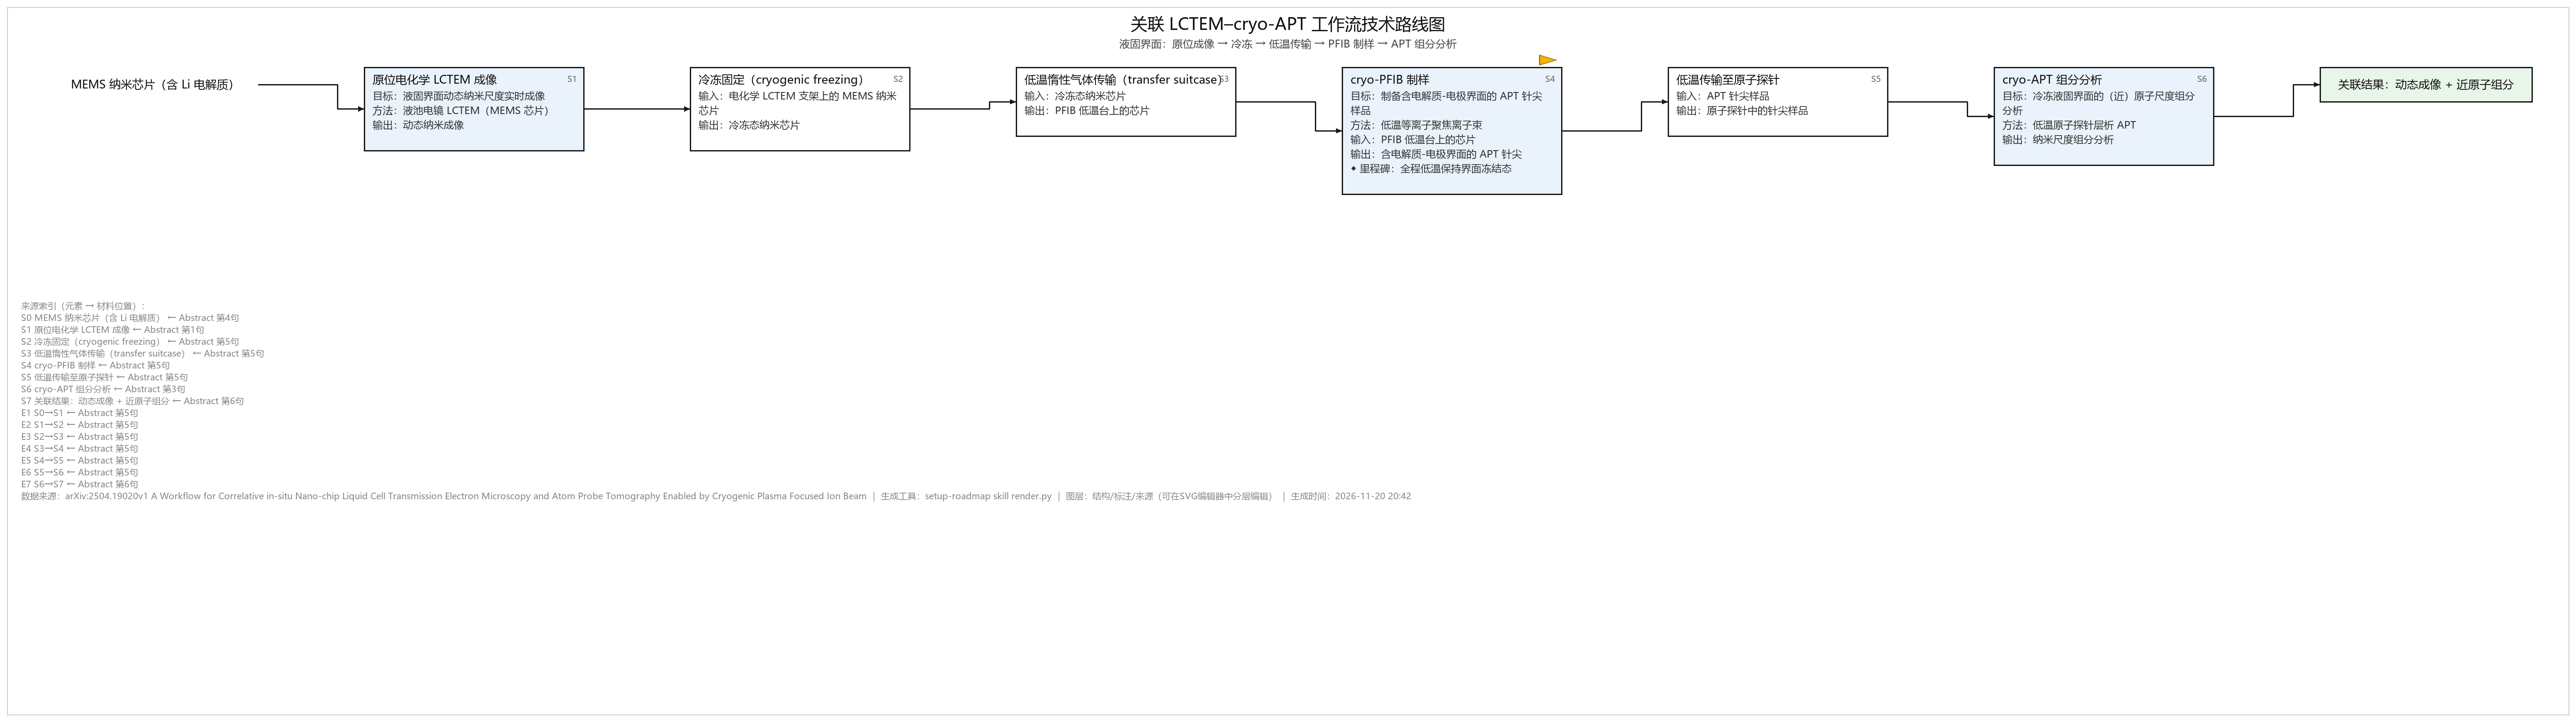 关联 LCTEM–cryo-APT 工作流技术路线图
液固界面：原位成像 → 冷冻 → 低温传输 → PFIB 制样 → APT 组分分析
MEMS 纳米芯片（含 Li 电解质）
原位电化学 LCTEM 成像 S1
目标：液固界面动态纳米尺度实时成像
方法：液池电镜 LCTEM（MEMS 芯片）
输出：动态纳米成像
冷冻固定（cryogenic freezing） S2
输入：电化学 LCTEM 支架上的 MEMS 纳米
芯片
输出：冷冻态纳米芯片
低温惰性气体传输（transfer suitcase） S3
输入：冷冻态纳米芯片
输出：PFIB 低温台上的芯片
cryo-PFIB 制样 S4
目标：制备含电解质-电极界面的 APT 针尖
样品
方法：低温等离子聚焦离子束
输入：PFIB 低温台上的芯片
输出：含电解质-电极界面的 APT 针尖
◆ 里程碑：全程低温保持界面冻结态
低温传输至原子探针 S5
输入：APT 针尖样品
输出：原子探针中的针尖样品
cryo-APT 组分分析 S6
目标：冷冻液固界面的（近）原子尺度组分
分析
方法：低温原子探针层析 APT
输出：纳米尺度组分分析
关联结果：动态成像 + 近原子组分
来源索引（元素 → 材料位置）：
S0 MEMS 纳米芯片（含 Li 电解质） ← Abstract 第4句
S1 原位电化学 LCTEM 成像 ← Abstract 第1句
S2 冷冻固定（cryogenic freezing） ← Abstract 第5句
S3 低温惰性气体传输（transfer suitcase） ← Abstract 第5句
S4 cryo-PFIB 制样 ← Abstract 第5句
S5 低温传输至原子探针 ← Abstract 第5句
S6 cryo-APT 组分分析 ← Abstract 第3句
S7 关联结果：动态成像 + 近原子组分 ← Abstract 第6句
E1 S0→S1 ← Abstract 第5句
E2 S1→S2 ← Abstract 第5句
E3 S2→S3 ← Abstract 第5句
E4 S3→S4 ← Abstract 第5句
E5 S4→S5 ← Abstract 第5句
E6 S5→S6 ← Abstract 第5句
E7 S6→S7 ← Abstract 第6句
数据来源：arXiv:2504.19020v1 A Workflow for Correlative in-situ Nano-chip Liquid Cell Transmission Electron Microscopy and Atom Probe Tomography Enabled by Cryogenic Plasma Focused Ion Beam ｜ 生成工具：setup-roadmap skill render.py ｜ 图层：结构/标注/来源（可在SVG编辑器中分层编辑） ｜ 生成时间：2026-11-20 20:42